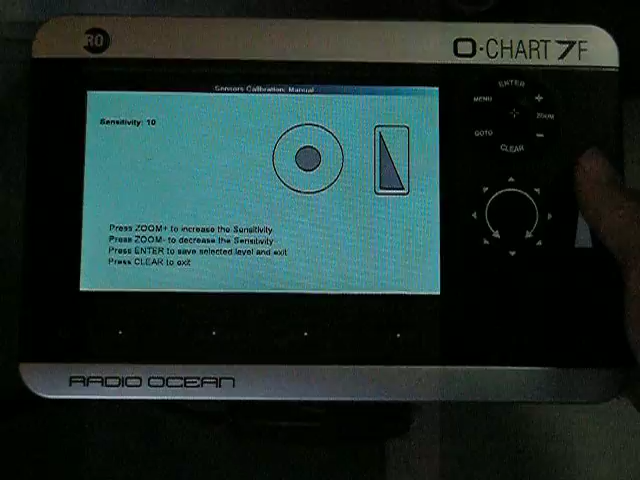 RO
O-CHART 7F
Sensors Calibration: Manual
Sensitivity: 10
Press ZOOM+ to increase the Sensitivity
Press ZOOM- to decrease the Sensitivity
Press ENTER to save selected level and exit
Press CLEAR to exit
ENTER
MENU
+
ZOOM
GOTO
-
CLEAR
RADIO OCEAN